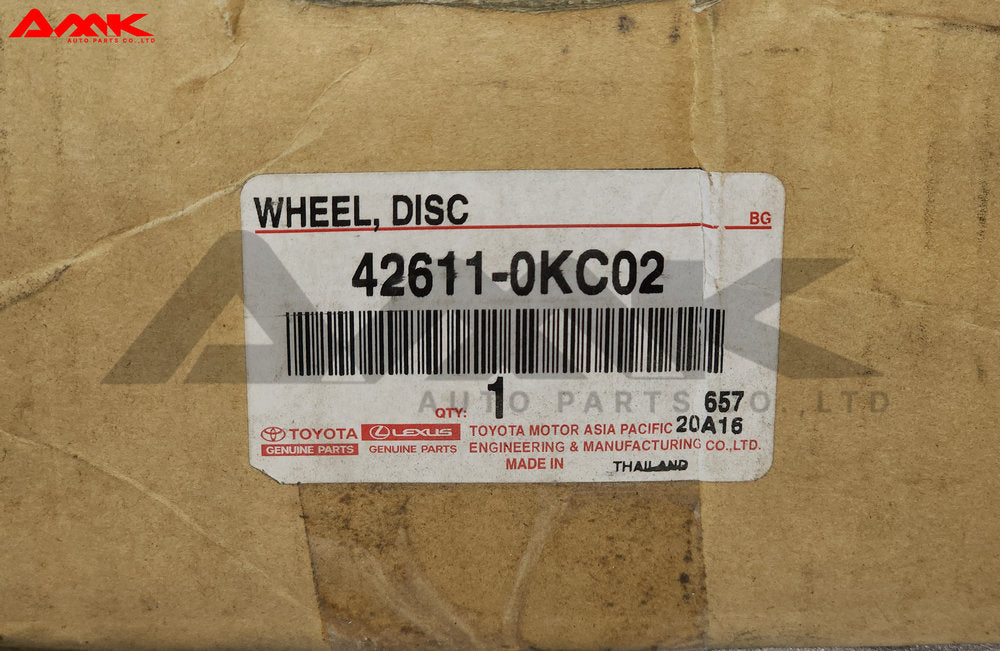 AMK
AUTO PARTS CO.,LTD
WHEEL, DISC
BG
42611-0KC02
AMK
AUTO PARTS CO.,LTD
QTY: 1
657
20A16
TOYOTA
GENUINE PARTS
LEXUS
GENUINE PARTS
TOYOTA MOTOR ASIA PACIFIC
ENGINEERING & MANUFACTURING CO.,LTD.
MADE IN THAILAND